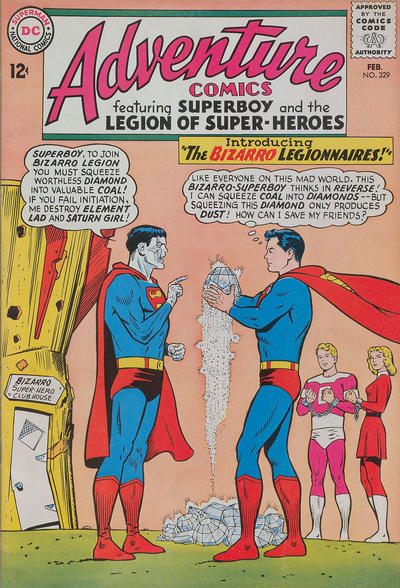 SUPERMAN
DC
NATIONAL COMICS
APPROVED
BY THE
COMICS
CODE
CA
AUTHORITY
12¢
Adventure
COMICS
FEB.
NO. 329
featuring SUPERBOY and the
LEGION OF SUPER-HEROES
Introducing
"The BIZARRO LEGIONNAIRES!"
SUPERBOY, TO JOIN
BIZARRO LEGION
YOU MUST SQUEEZE
WORTHLESS DIAMOND
INTO VALUABLE COAL!
IF YOU FAIL INITIATION,
ME DESTROY ELEMENT
LAD AND SATURN GIRL!
LIKE EVERYONE ON THIS MAD WORLD, THIS
BIZARRO-SUPERBOY THINKS IN REVERSE!
I CAN SQUEEZE COAL INTO DIAMONDS--BUT
SQUEEZING THIS DIAMOND ONLY PRODUCES
DUST! HOW CAN I SAVE MY FRIENDS?
BIZARRO
SUPER-HERO
CLUB HOUSE